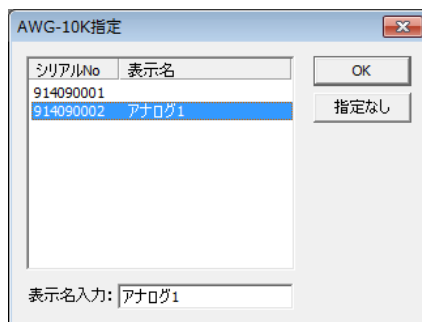 AWG-10K指定
シリアルNo 表示名
914090001
914090002 アナログ1
OK
指定なし
表示名入力: アナログ1